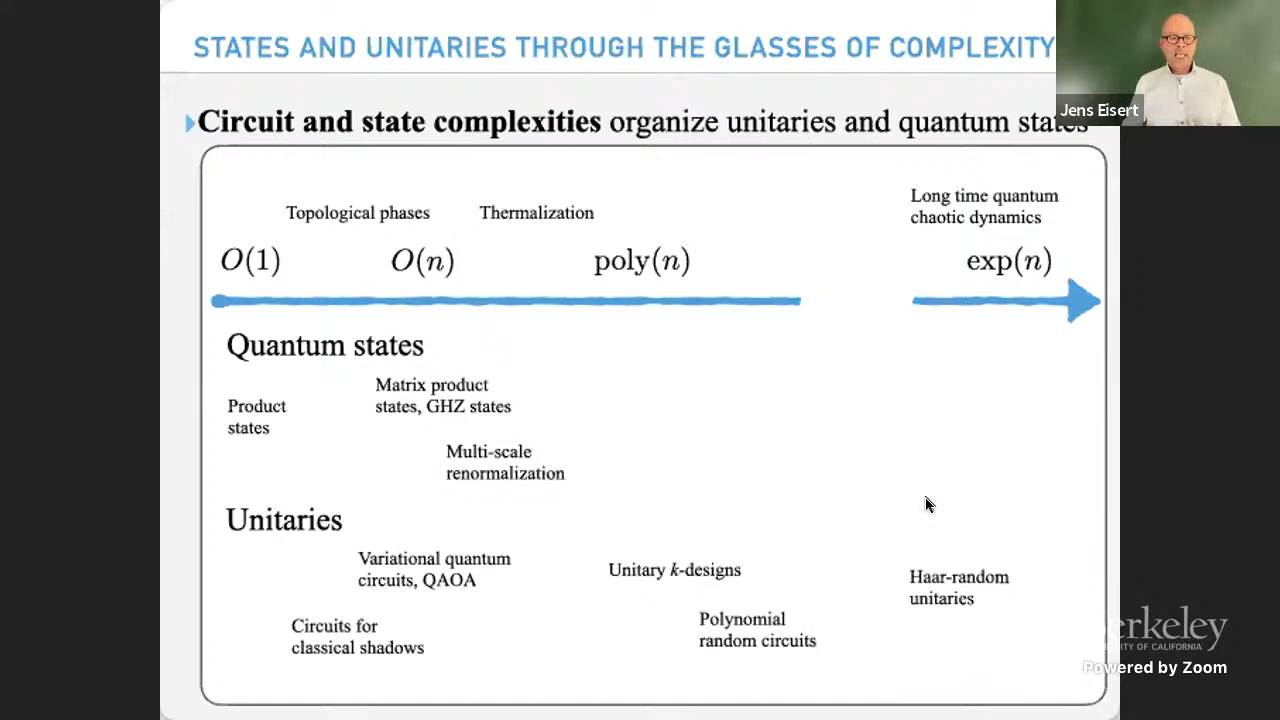 STATES AND UNITARIES THROUGH THE GLASSES OF COMPLEXITY
Jens Eisert
Circuit and state complexities organize unitaries and quantum states
Long time quantum
chaotic dynamics
Topological phases
Thermalization
O(1)
O(n)
poly(n)
exp(n)
Quantum states
Matrix product
states, GHZ states
Product
states
Multi-scale
renormalization
Unitaries
Variational quantum
circuits, QAOA
Unitary k-designs
Haar-random
unitaries
Circuits for
classical shadows
Polynomial
random circuits
erkeley
OF CALIFORNIA
Powered by Zoom